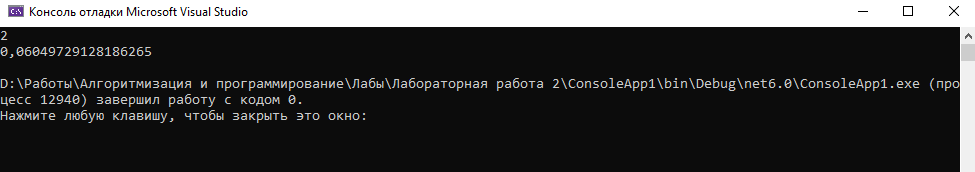 Консоль отладки Microsoft Visual Studio
2
0,06049729128186265
D:\Работы\Алгоритмизация и программирование\Лабы\Лабораторная работа 2\ConsoleApp1\bin\Debug\net6.0\ConsoleApp1.exe (про
цесс 12940) завершил работу с кодом 0.
Нажмите любую клавишу, чтобы закрыть это окно: